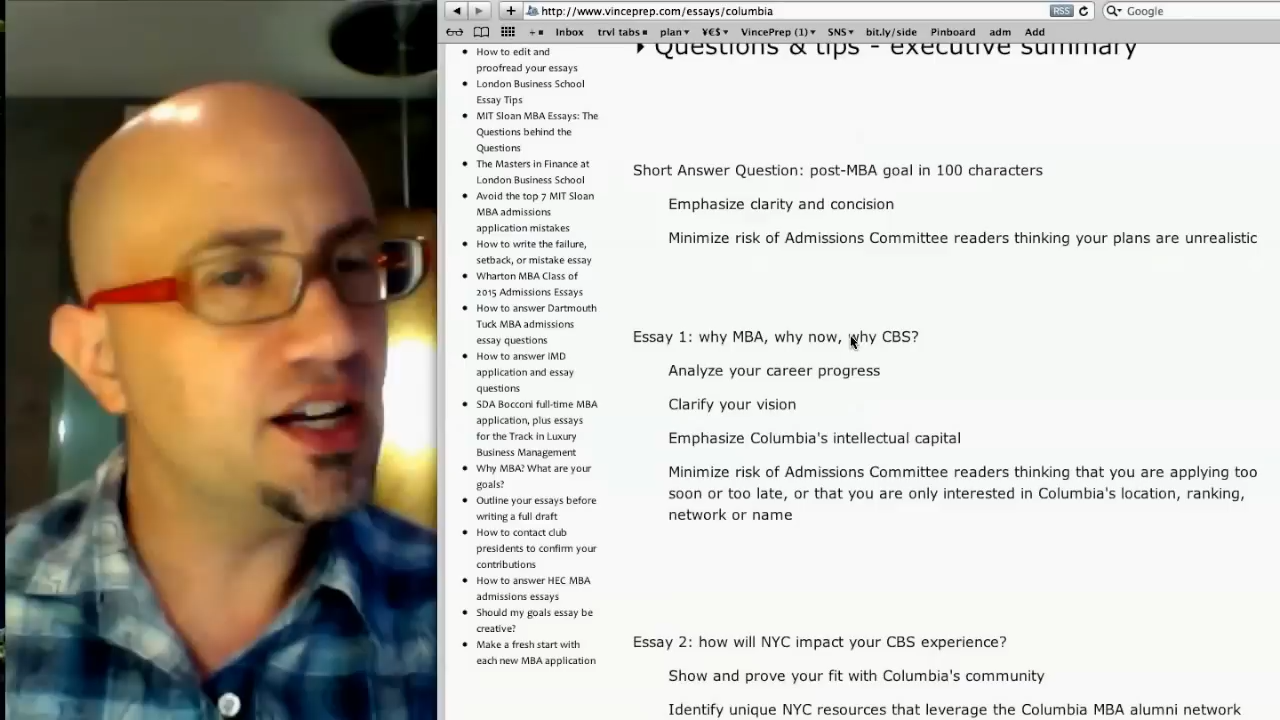 http://www.vinceprep.com/essays/columbia
RSS
Google
Inbox
trvl tabs
plan
¥€$
VincePrep (1)
SNS
bit.ly/side
Pinboard
adm
Add
How to edit and
proofread your essays
London Business School
Essay Tips
MIT Sloan MBA Essays: The
Questions behind the
Questions
The Masters in Finance at
London Business School
Avoid the top 7 MIT Sloan
MBA admissions
application mistakes
How to write the failure,
setback, or mistake essay
Wharton MBA Class of
2015 Admissions Essays
How to answer Dartmouth
Tuck MBA admissions
essay questions
How to answer IMD
application and essay
questions
SDA Bocconi full-time MBA
application, plus essays
for the Track in Luxury
Business Management
Why MBA? What are your
goals?
Outline your essays before
writing a full draft
How to contact club
presidents to confirm your
contributions
How to answer HEC MBA
admissions essays
Should my goals essay be
creative?
Make a fresh start with
each new MBA application
Questions & tips - executive summary
Short Answer Question: post-MBA goal in 100 characters
Emphasize clarity and concision
Minimize risk of Admissions Committee readers thinking your plans are unrealistic
Essay 1: why MBA, why now, why CBS?
Analyze your career progress
Clarify your vision
Emphasize Columbia's intellectual capital
Minimize risk of Admissions Committee readers thinking that you are applying too
soon or too late, or that you are only interested in Columbia's location, ranking,
network or name
Essay 2: how will NYC impact your CBS experience?
Show and prove your fit with Columbia's community
Identify unique NYC resources that leverage the Columbia MBA alumni network